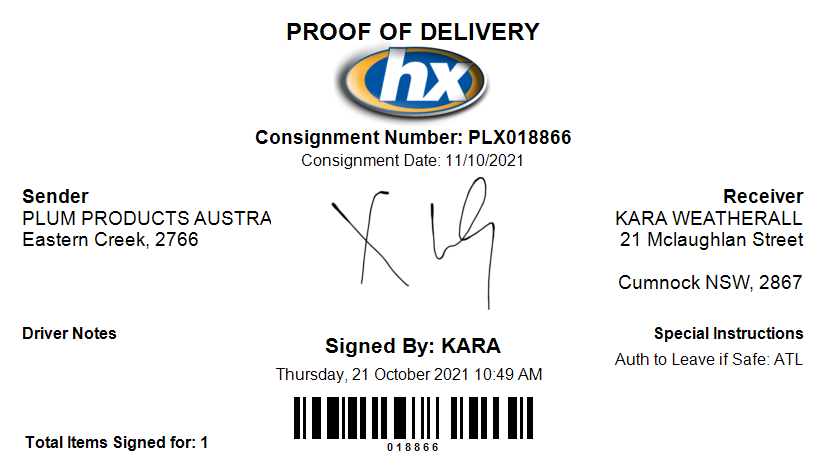 PROOF OF DELIVERY
hx
Consignment Number: PLX018866
Consignment Date: 11/10/2021
Sender
PLUM PRODUCTS AUSTRA
Eastern Creek, 2766
Receiver
KARA WEATHERALL
21 Mclaughlan Street
Cumnock NSW, 2867
Driver Notes
Signed By: KARA
Thursday, 21 October 2021 10:49 AM
Special Instructions
Auth to Leave if Safe: ATL
018866
Total Items Signed for: 1